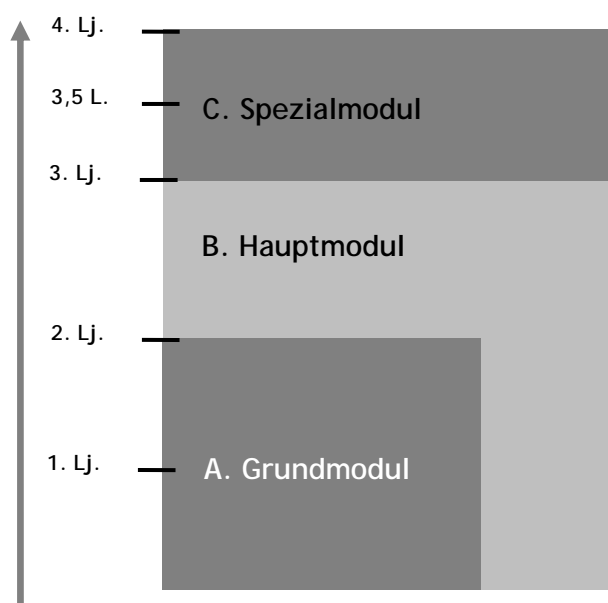 4. Lj.
3,5 L.
C. Spezialmodul
3. Lj.
B. Hauptmodul
2. Lj.
1. Lj.
A. Grundmodul